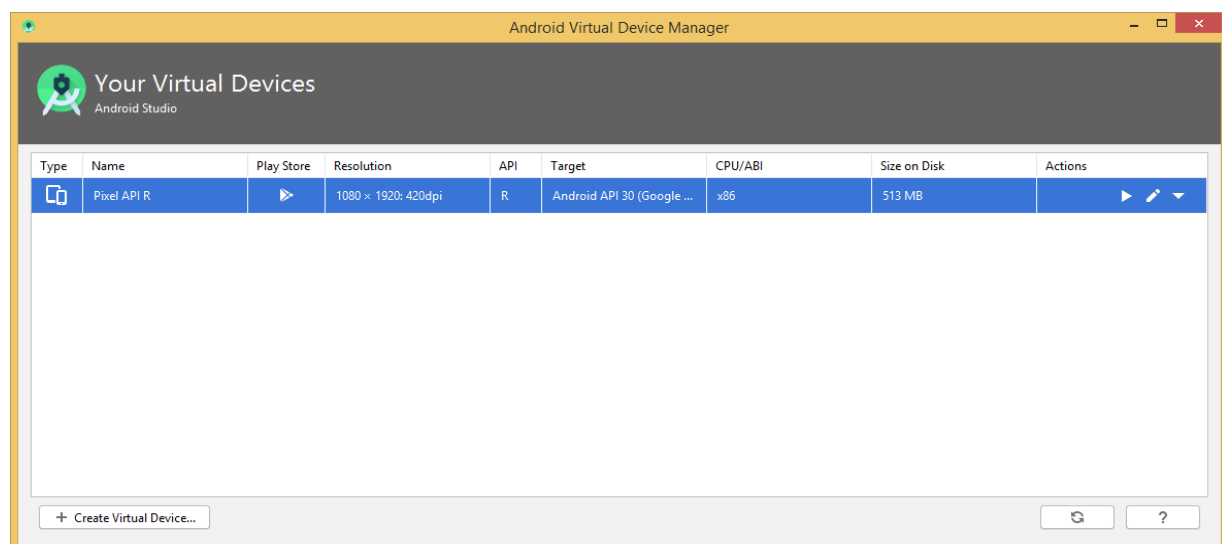 Android Virtual Device Manager
Your Virtual Devices
Android Studio
Type Name Play Store Resolution API Target CPU/ABI Size on Disk Actions
Pixel API R 1080 × 1920: 420dpi R Android API 30 (Google ... x86 513 MB
+ Create Virtual Device... ?